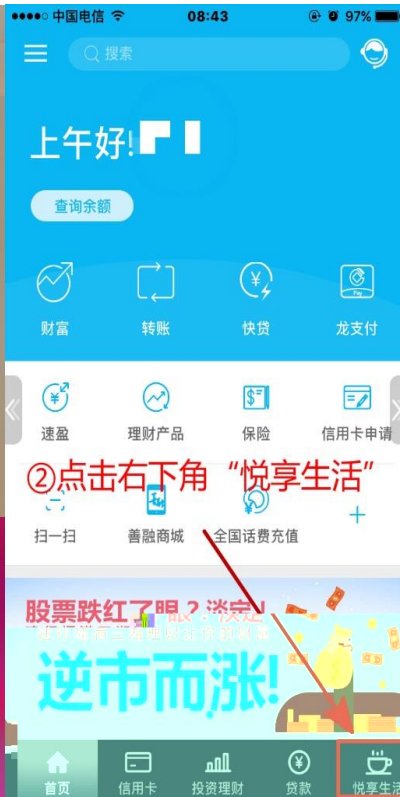 中国电信 08:43 97%
搜索
上午好!
查询余额
财富 转账 快贷 龙支付
速盈 理财产品 保险 信用卡申请
②点击右下角“悦享生活”
扫一扫 善融商城 全国话费充值
股票跌红了眼?淡定!
逆市而涨!
首页 信用卡 投资理财 贷款 悦享生活